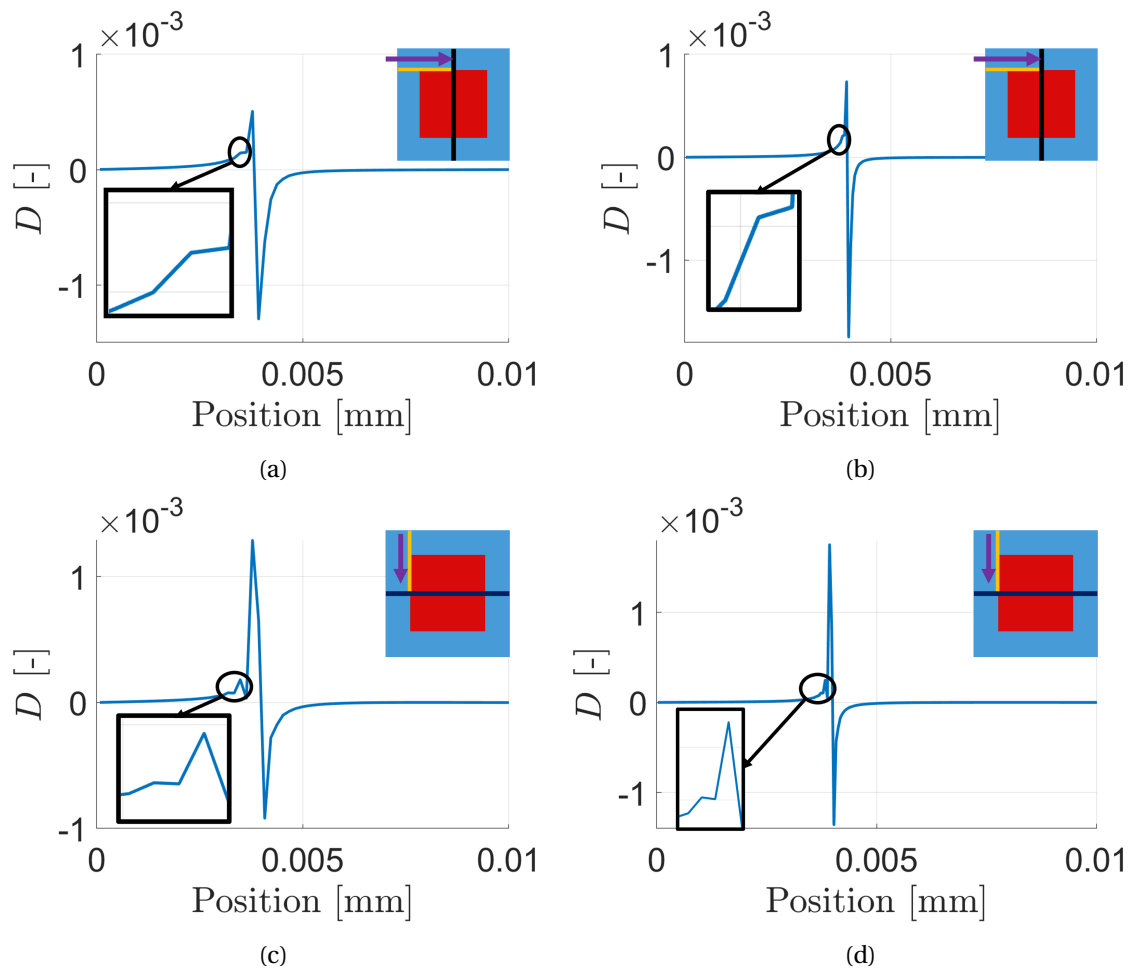 ×10⁻³
1
0
-1
D [-]
0
0.005
0.01
Position [mm]
(a)
×10⁻³
1
0
-1
D [-]
0
0.005
0.01
Position [mm]
(b)
×10⁻³
1
0
-1
D [-]
0
0.005
0.01
Position [mm]
(c)
×10⁻³
1
0
-1
D [-]
0
0.005
0.01
Position [mm]
(d)